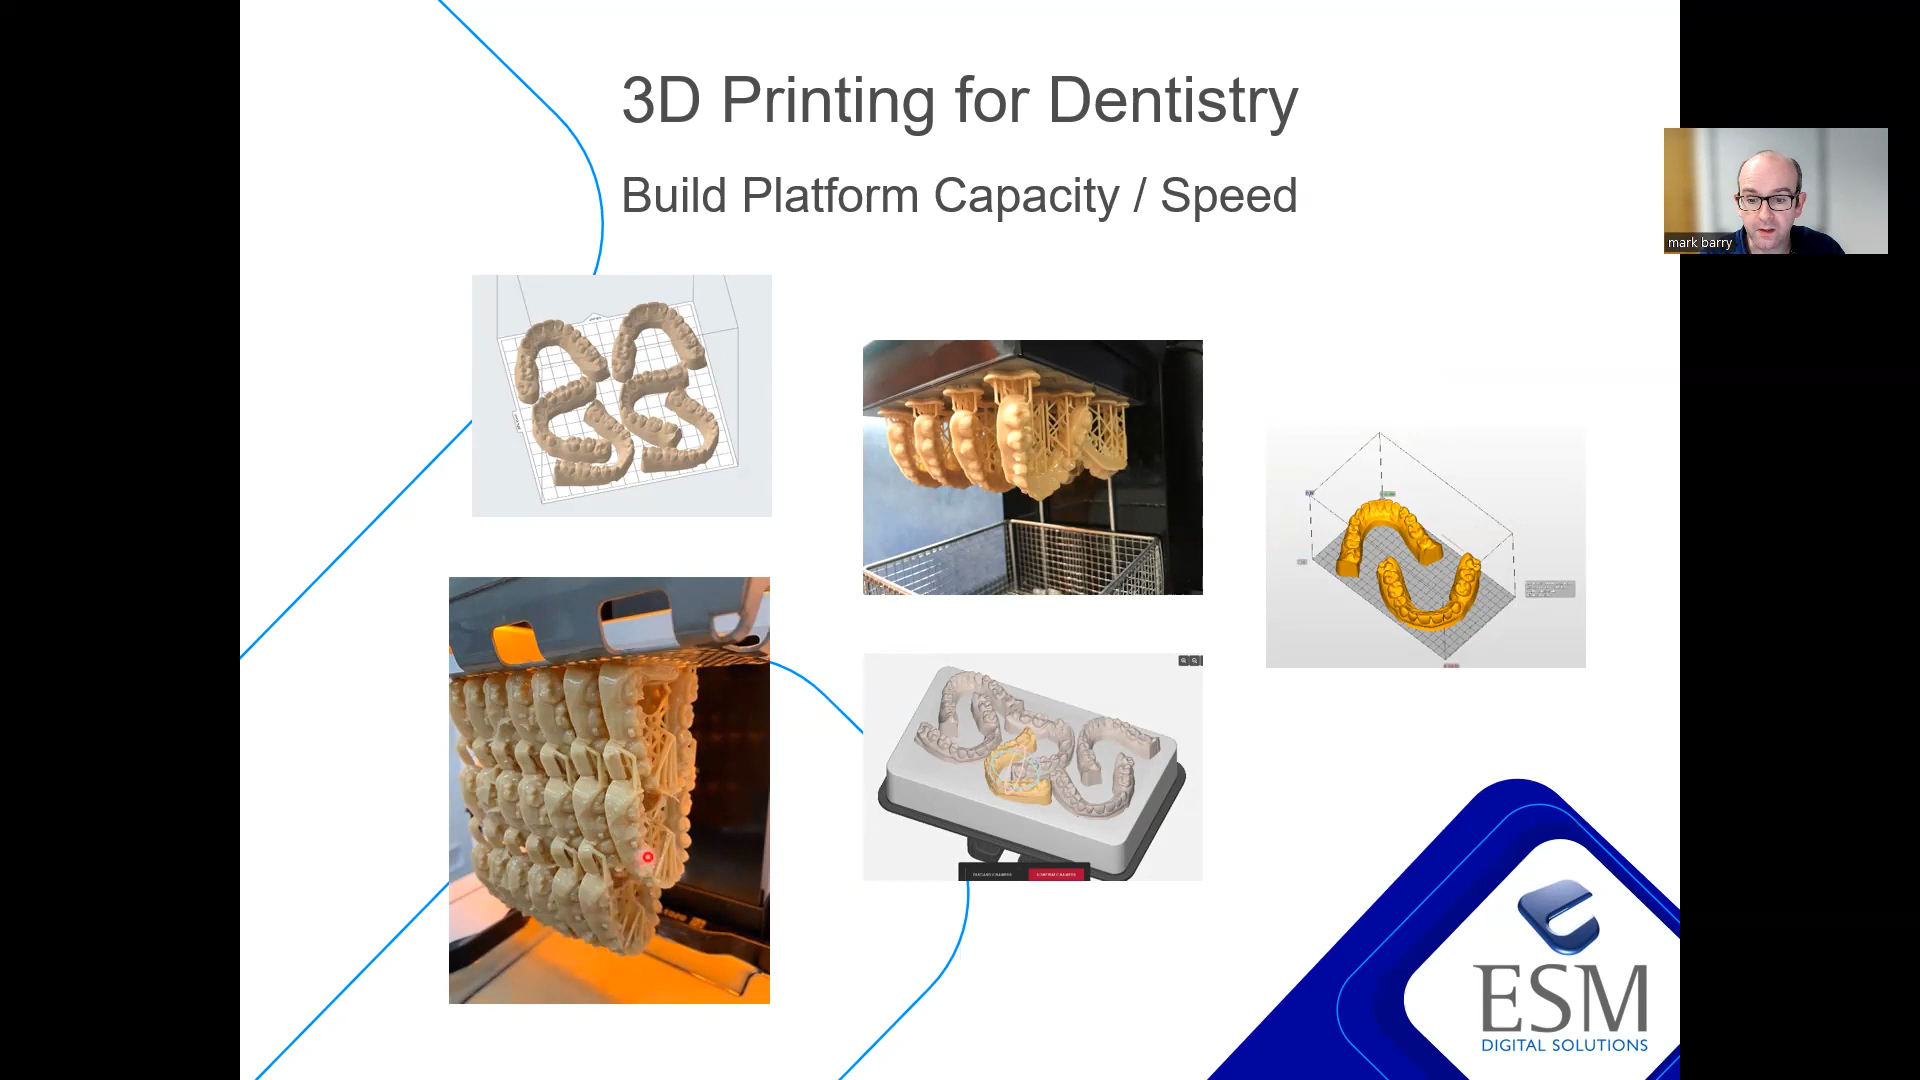 3D Printing for Dentistry
Build Platform Capacity / Speed
mark barry
ESM
DIGITAL SOLUTIONS